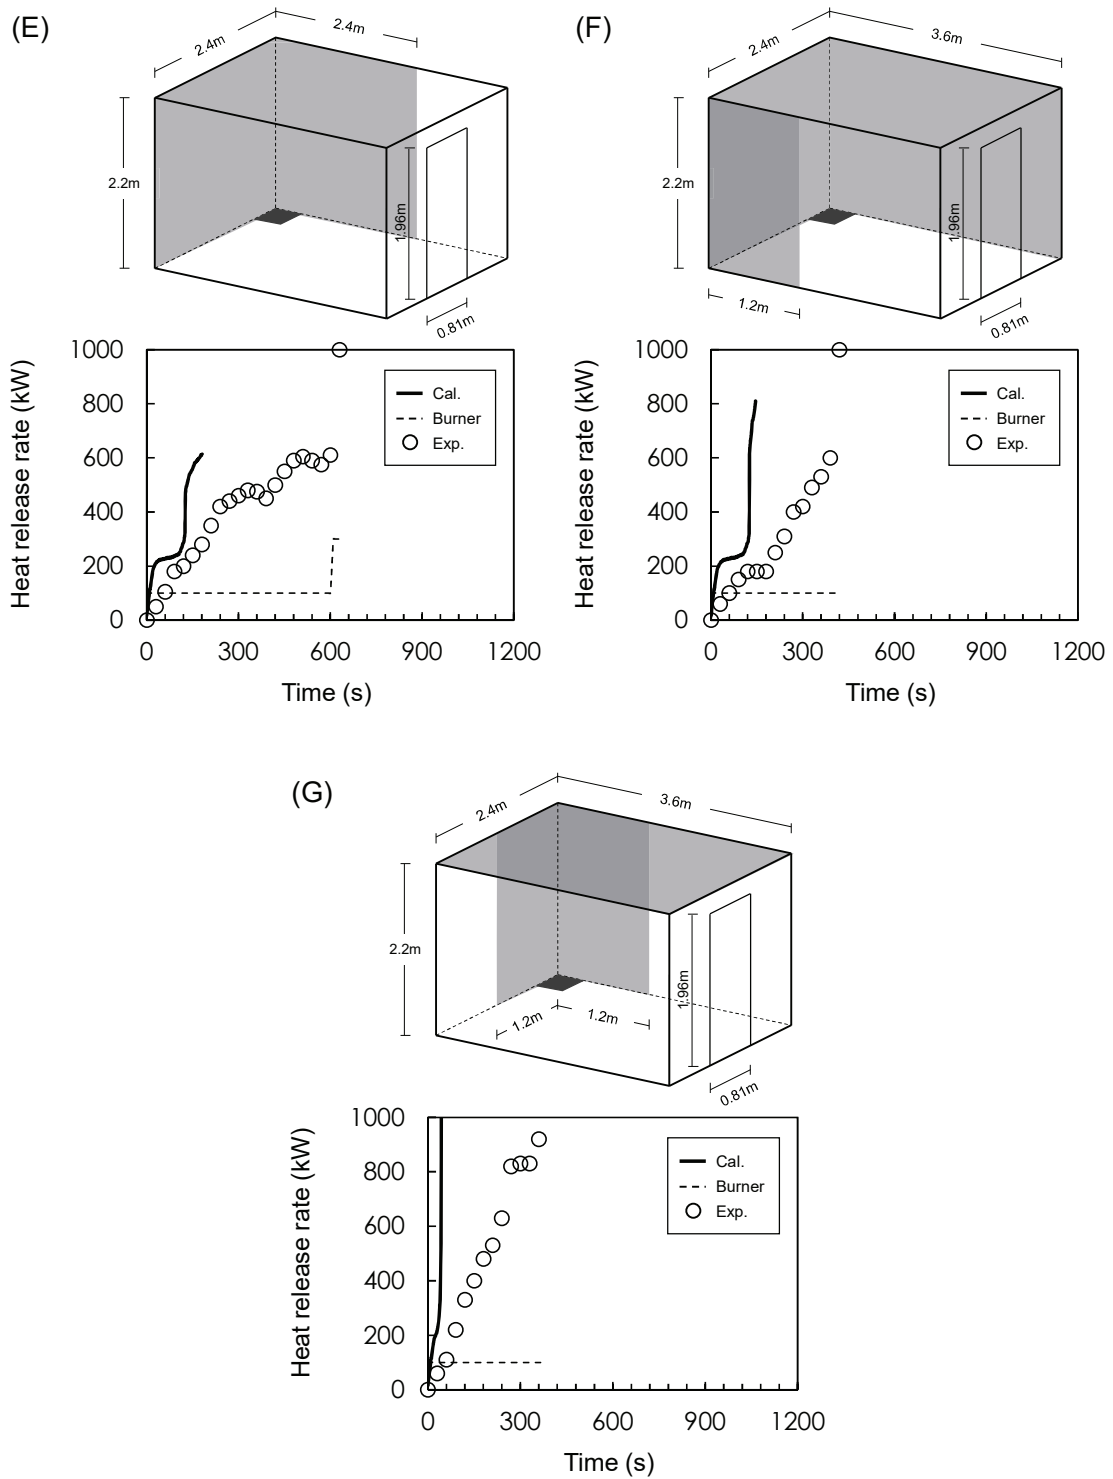 (E)
2.4m
2.4m
2.2m
1.96m
0.81m
Heat release rate (kW)
1000
800
600
400
200
0
Cal.
Burner
Exp.
0 300 600 900 1200
Time (s)
(F)
2.4m
3.6m
2.2m
1.96m
1.2m
0.81m
Heat release rate (kW)
1000
800
600
400
200
0
Cal.
Burner
Exp.
0 300 600 900 1200
Time (s)
(G)
2.4m
3.6m
2.2m
1.96m
1.2m
1.2m
0.81m
Heat release rate (kW)
1000
800
600
400
200
0
Cal.
Burner
Exp.
0 300 600 900 1200
Time (s)